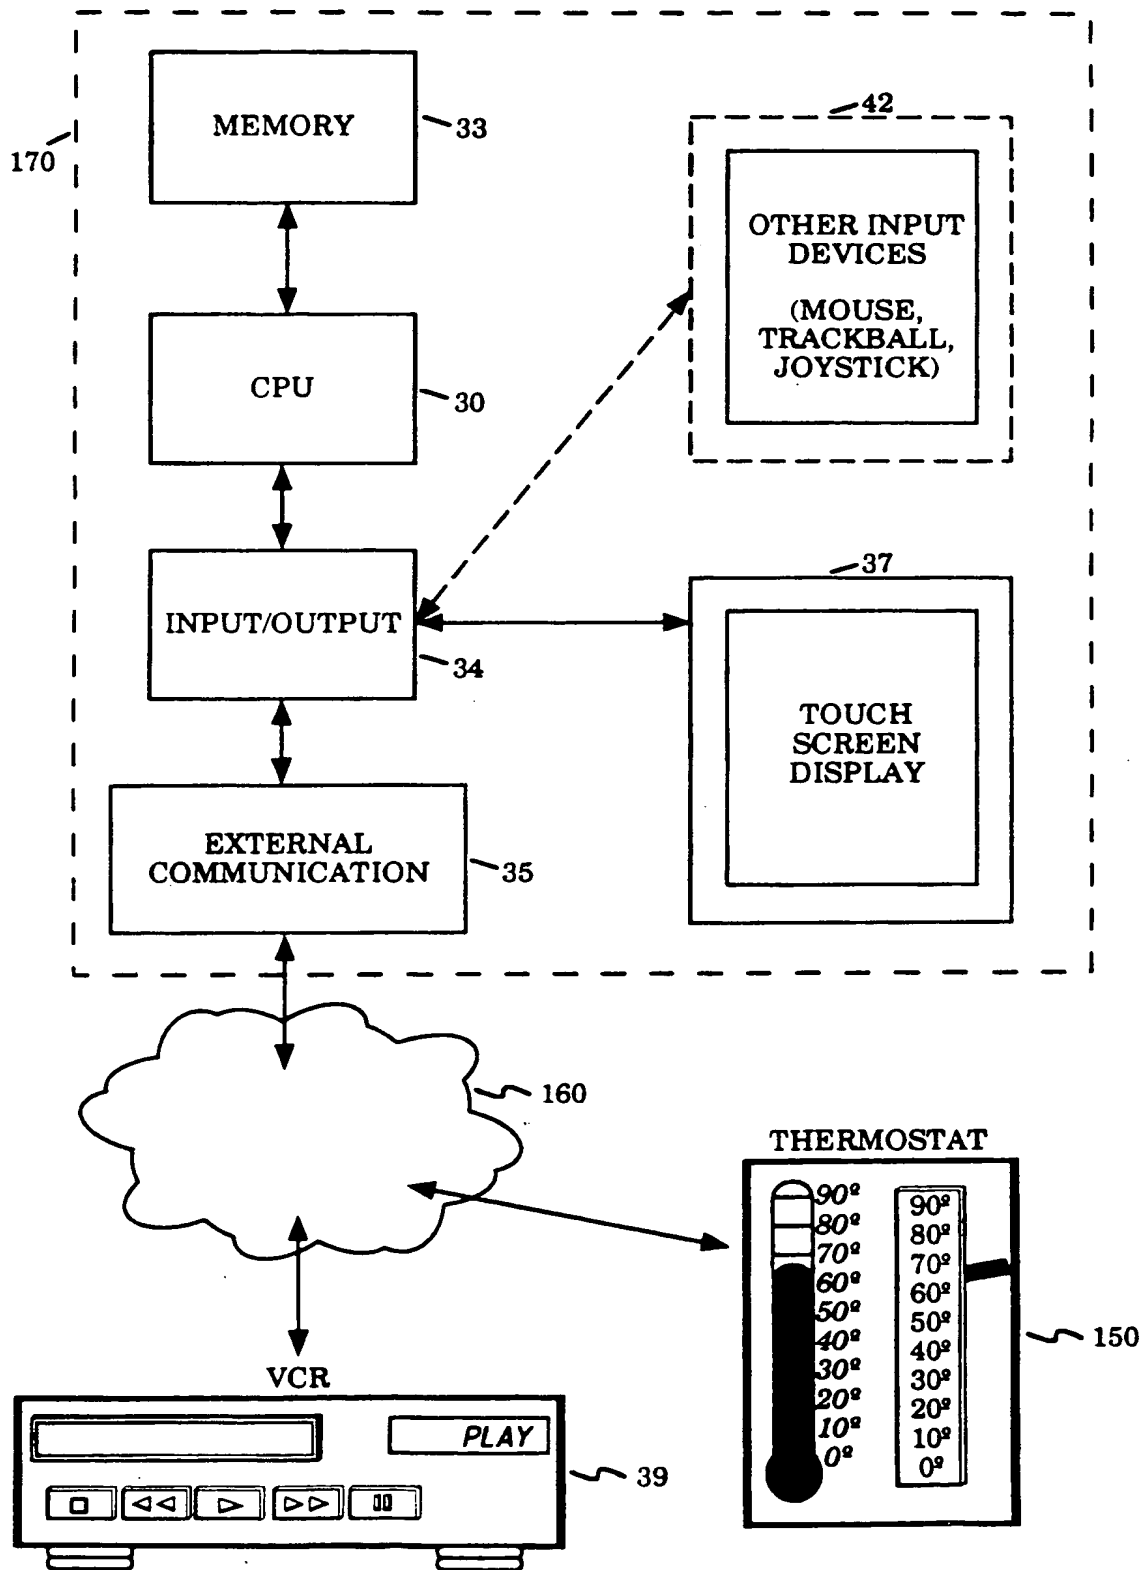 MEMORY
33
170
42
OTHER INPUT
DEVICES
(MOUSE,
TRACKBALL,
JOYSTICK)
CPU
30
INPUT/OUTPUT
34
37
TOUCH
SCREEN
DISPLAY
EXTERNAL
COMMUNICATION
35
160
THERMOSTAT
90º
80º
70º
60º
50º
40º
30º
20º
10º
0º
90º
80º
70º
60º
50º
40º
30º
20º
10º
0º
150
VCR
PLAY
39